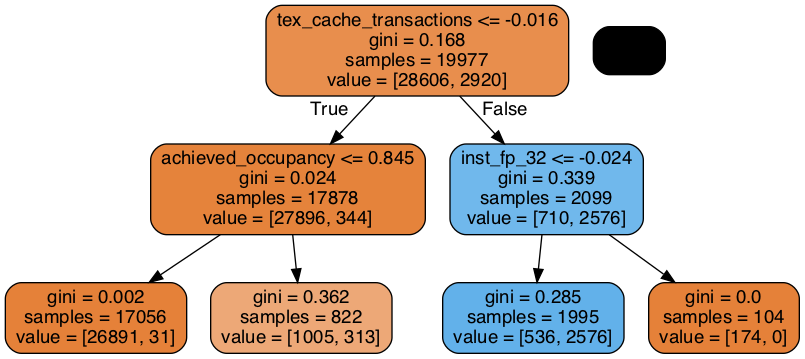 tex_cache_transactions <= -0.016
gini = 0.168
samples = 19977
value = [28606, 2920]
True
False
achieved_occupancy <= 0.845
gini = 0.024
samples = 17878
value = [27896, 344]
inst_fp_32 <= -0.024
gini = 0.339
samples = 2099
value = [710, 2576]
gini = 0.002
samples = 17056
value = [26891, 31]
gini = 0.362
samples = 822
value = [1005, 313]
gini = 0.285
samples = 1995
value = [536, 2576]
gini = 0.0
samples = 104
value = [174, 0]